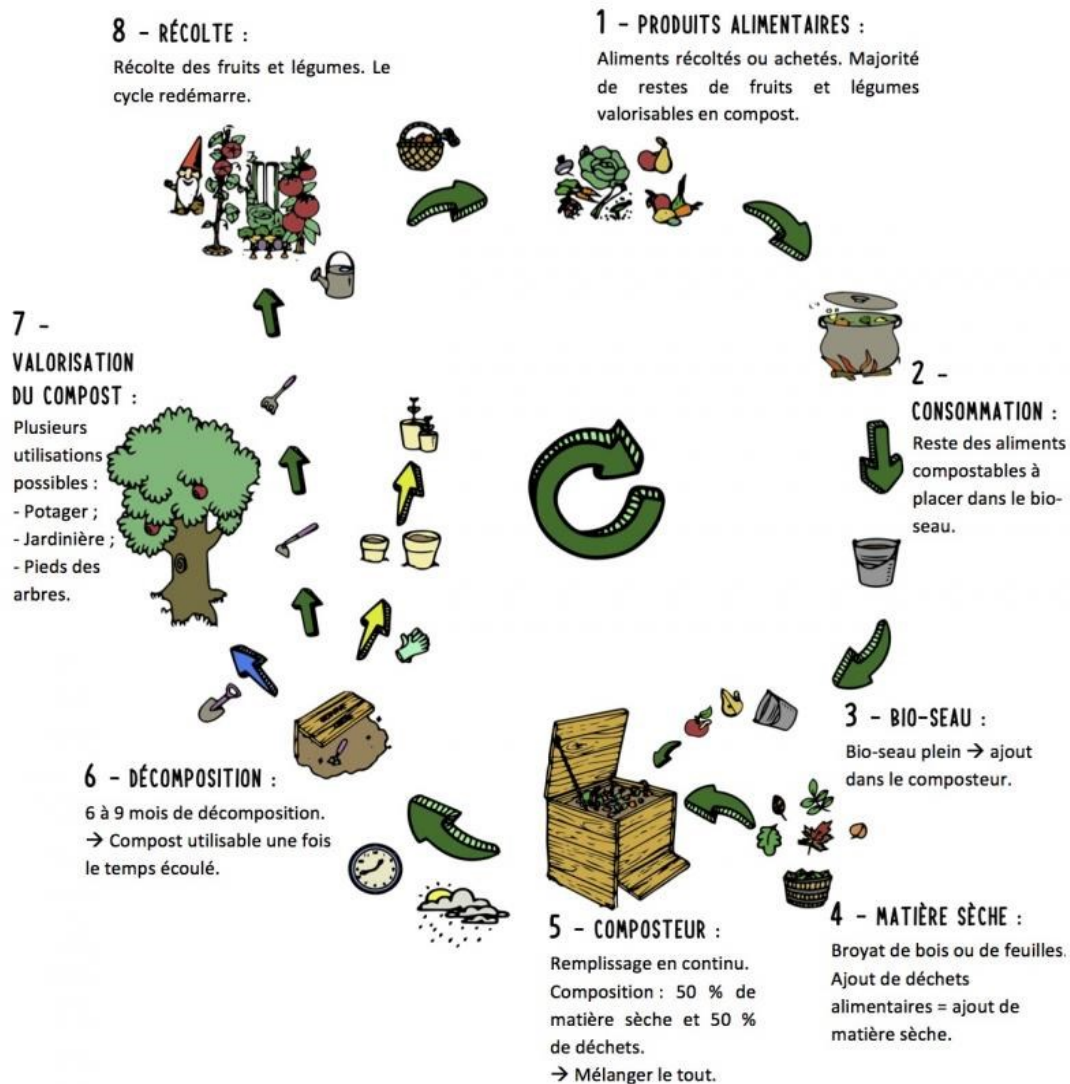 1 - PRODUITS ALIMENTAIRES :
Aliments récoltés ou achetés. Majorité
de restes de fruits et légumes
valorisables en compost.
2 -
CONSOMMATION :
Reste des aliments
compostables à
placer dans le bio-
seau.
3 - BIO-SEAU :
Bio-seau plein → ajout
dans le composteur.
4 - MATIÈRE SÈCHE :
Broyat de bois ou de feuilles.
Ajout de déchets
alimentaires = ajout de
matière sèche.
5 - COMPOSTEUR :
Remplissage en continu.
Composition : 50 % de
matière sèche et 50 %
de déchets.
→ Mélanger le tout.
6 - DÉCOMPOSITION :
6 à 9 mois de décomposition.
→ Compost utilisable une fois
le temps écoulé.
7 -
VALORISATION
DU COMPOST :
Plusieurs
utilisations
possibles :
- Potager ;
- Jardinière ;
- Pieds des
arbres.
8 - RÉCOLTE :
Récolte des fruits et légumes. Le
cycle redémarre.